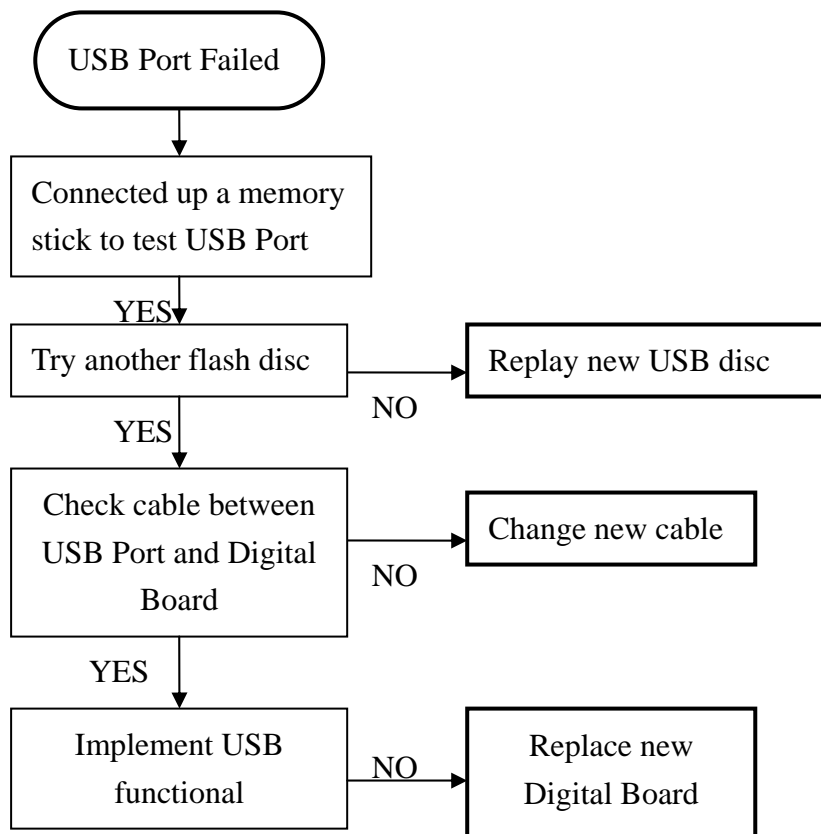 USB Port Failed
Connected up a memory
stick to test USB Port
YES
Try another flash disc
Replay new USB disc
NO
YES
Check cable between
USB Port and Digital
Board
Change new cable
NO
YES
Implement USB
functional
NO
Replace new
Digital Board